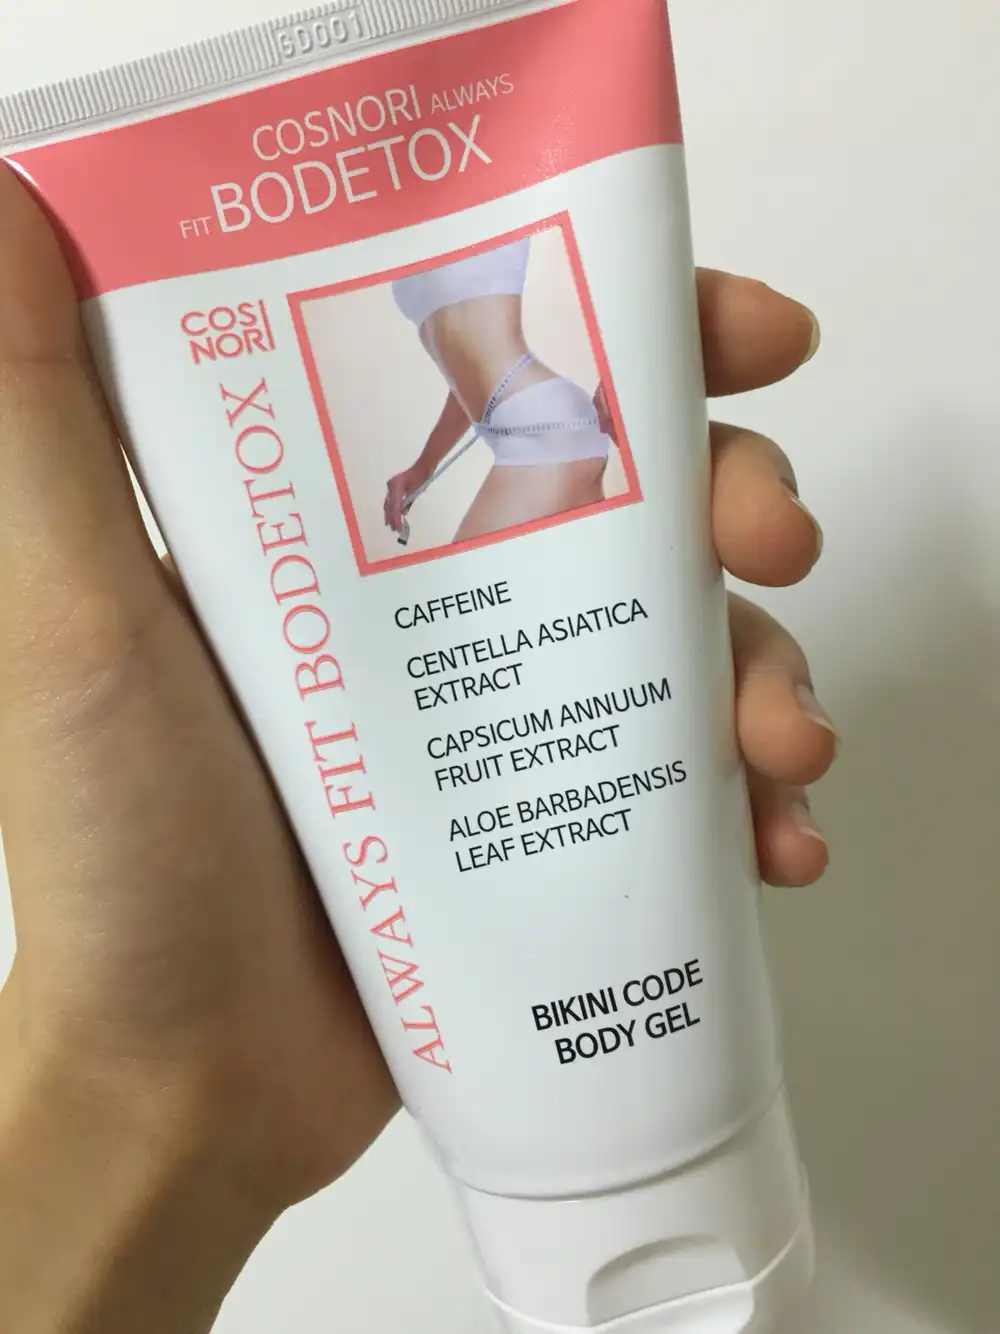 GD001
COSNORI ALWAYS
FIT BODETOX
COS
NORI
ALWAYS FIT BODETOX
CAFFEINE
CENTELLA ASIATICA
EXTRACT
CAPSICUM ANNUUM
FRUIT EXTRACT
ALOE BARBADENSIS
LEAF EXTRACT
BIKINI CODE
BODY GEL